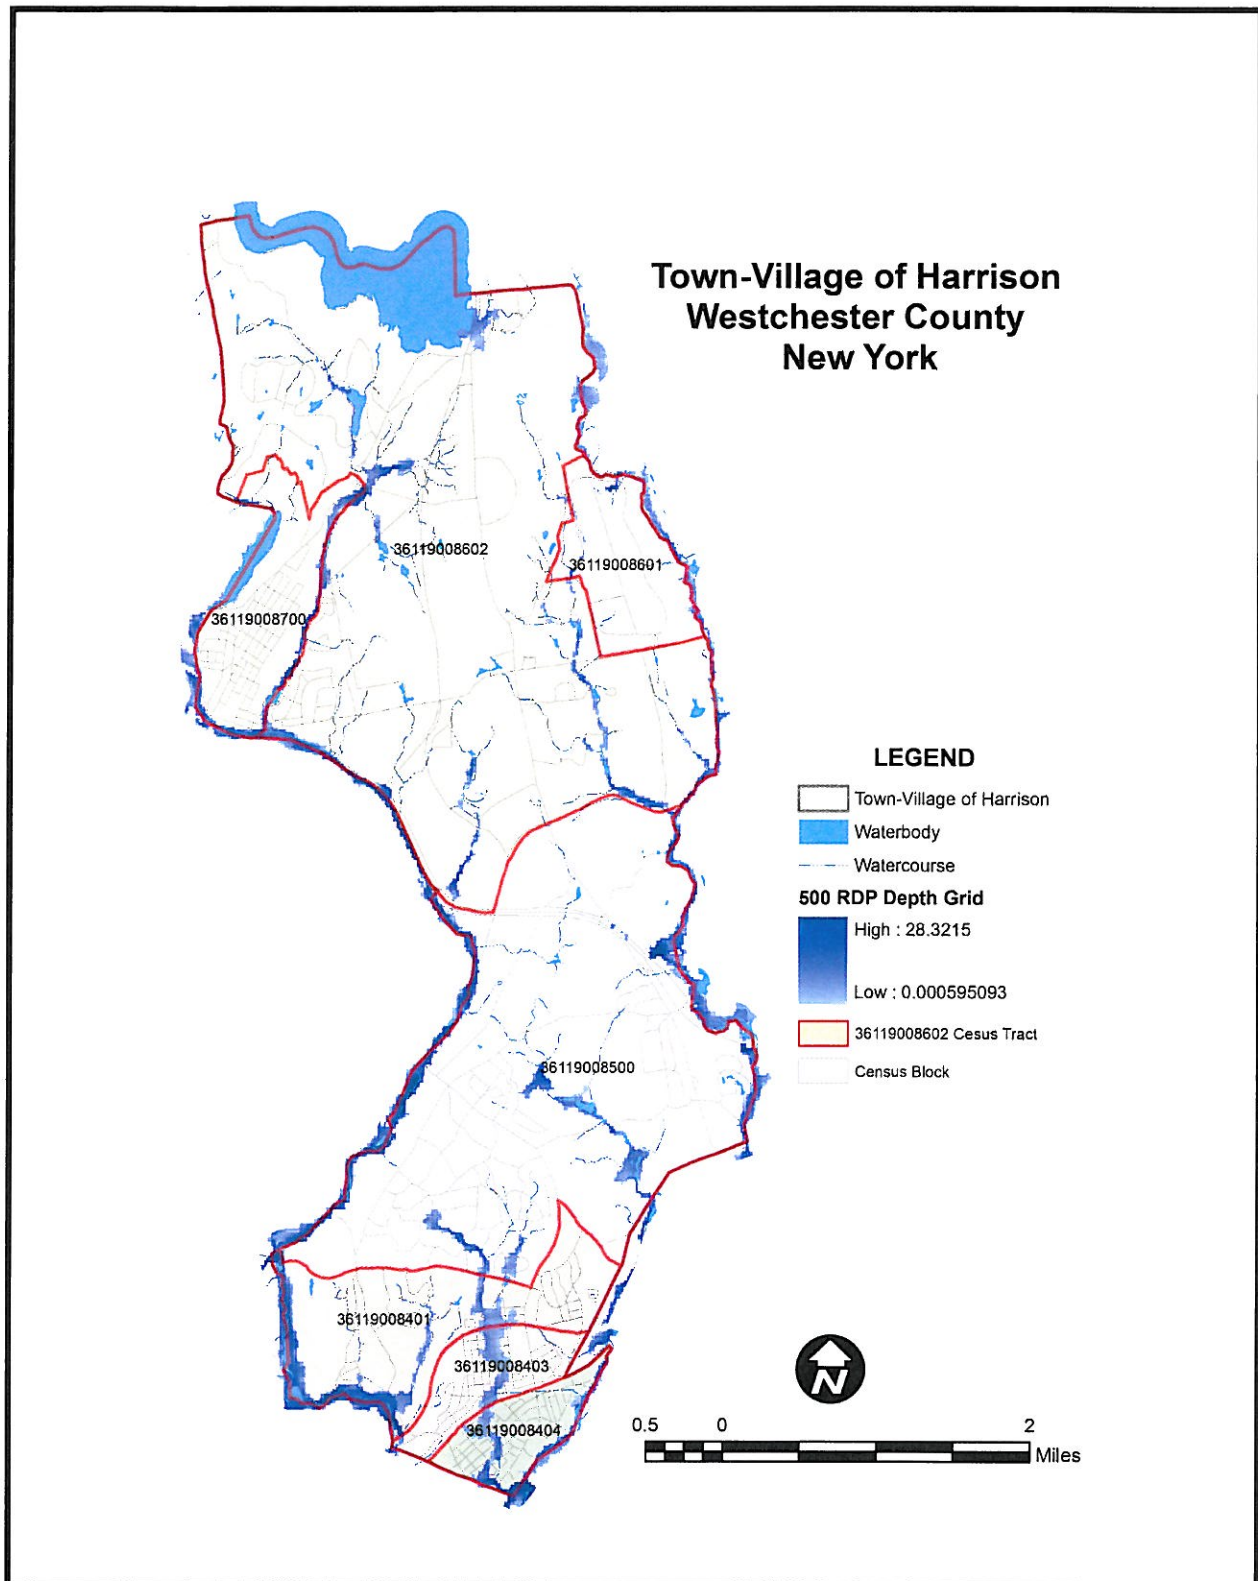 Town-Village of Harrison
Westchester County
New York
36119008602
36119008601
36119008700
LEGEND
Town-Village of Harrison
Waterbody
Watercourse
500 RDP Depth Grid
High : 28.3215
Low : 0.000595093
36119008602 Cesus Tract
Census Block
36119008500
36119008401
36119008403
36119008404
N
0.5 0 2
Miles